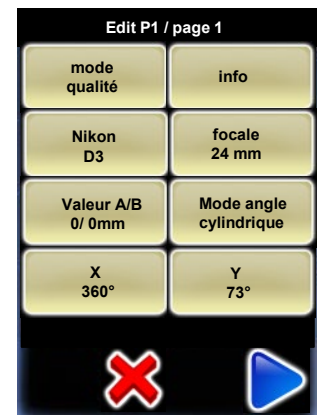 Edit P1 / page 1
mode
qualité
info
Nikon
D3
focale
24 mm
Valeur A/B
0/ 0mm
Mode angle
cylindrique
X
360°
Y
73°